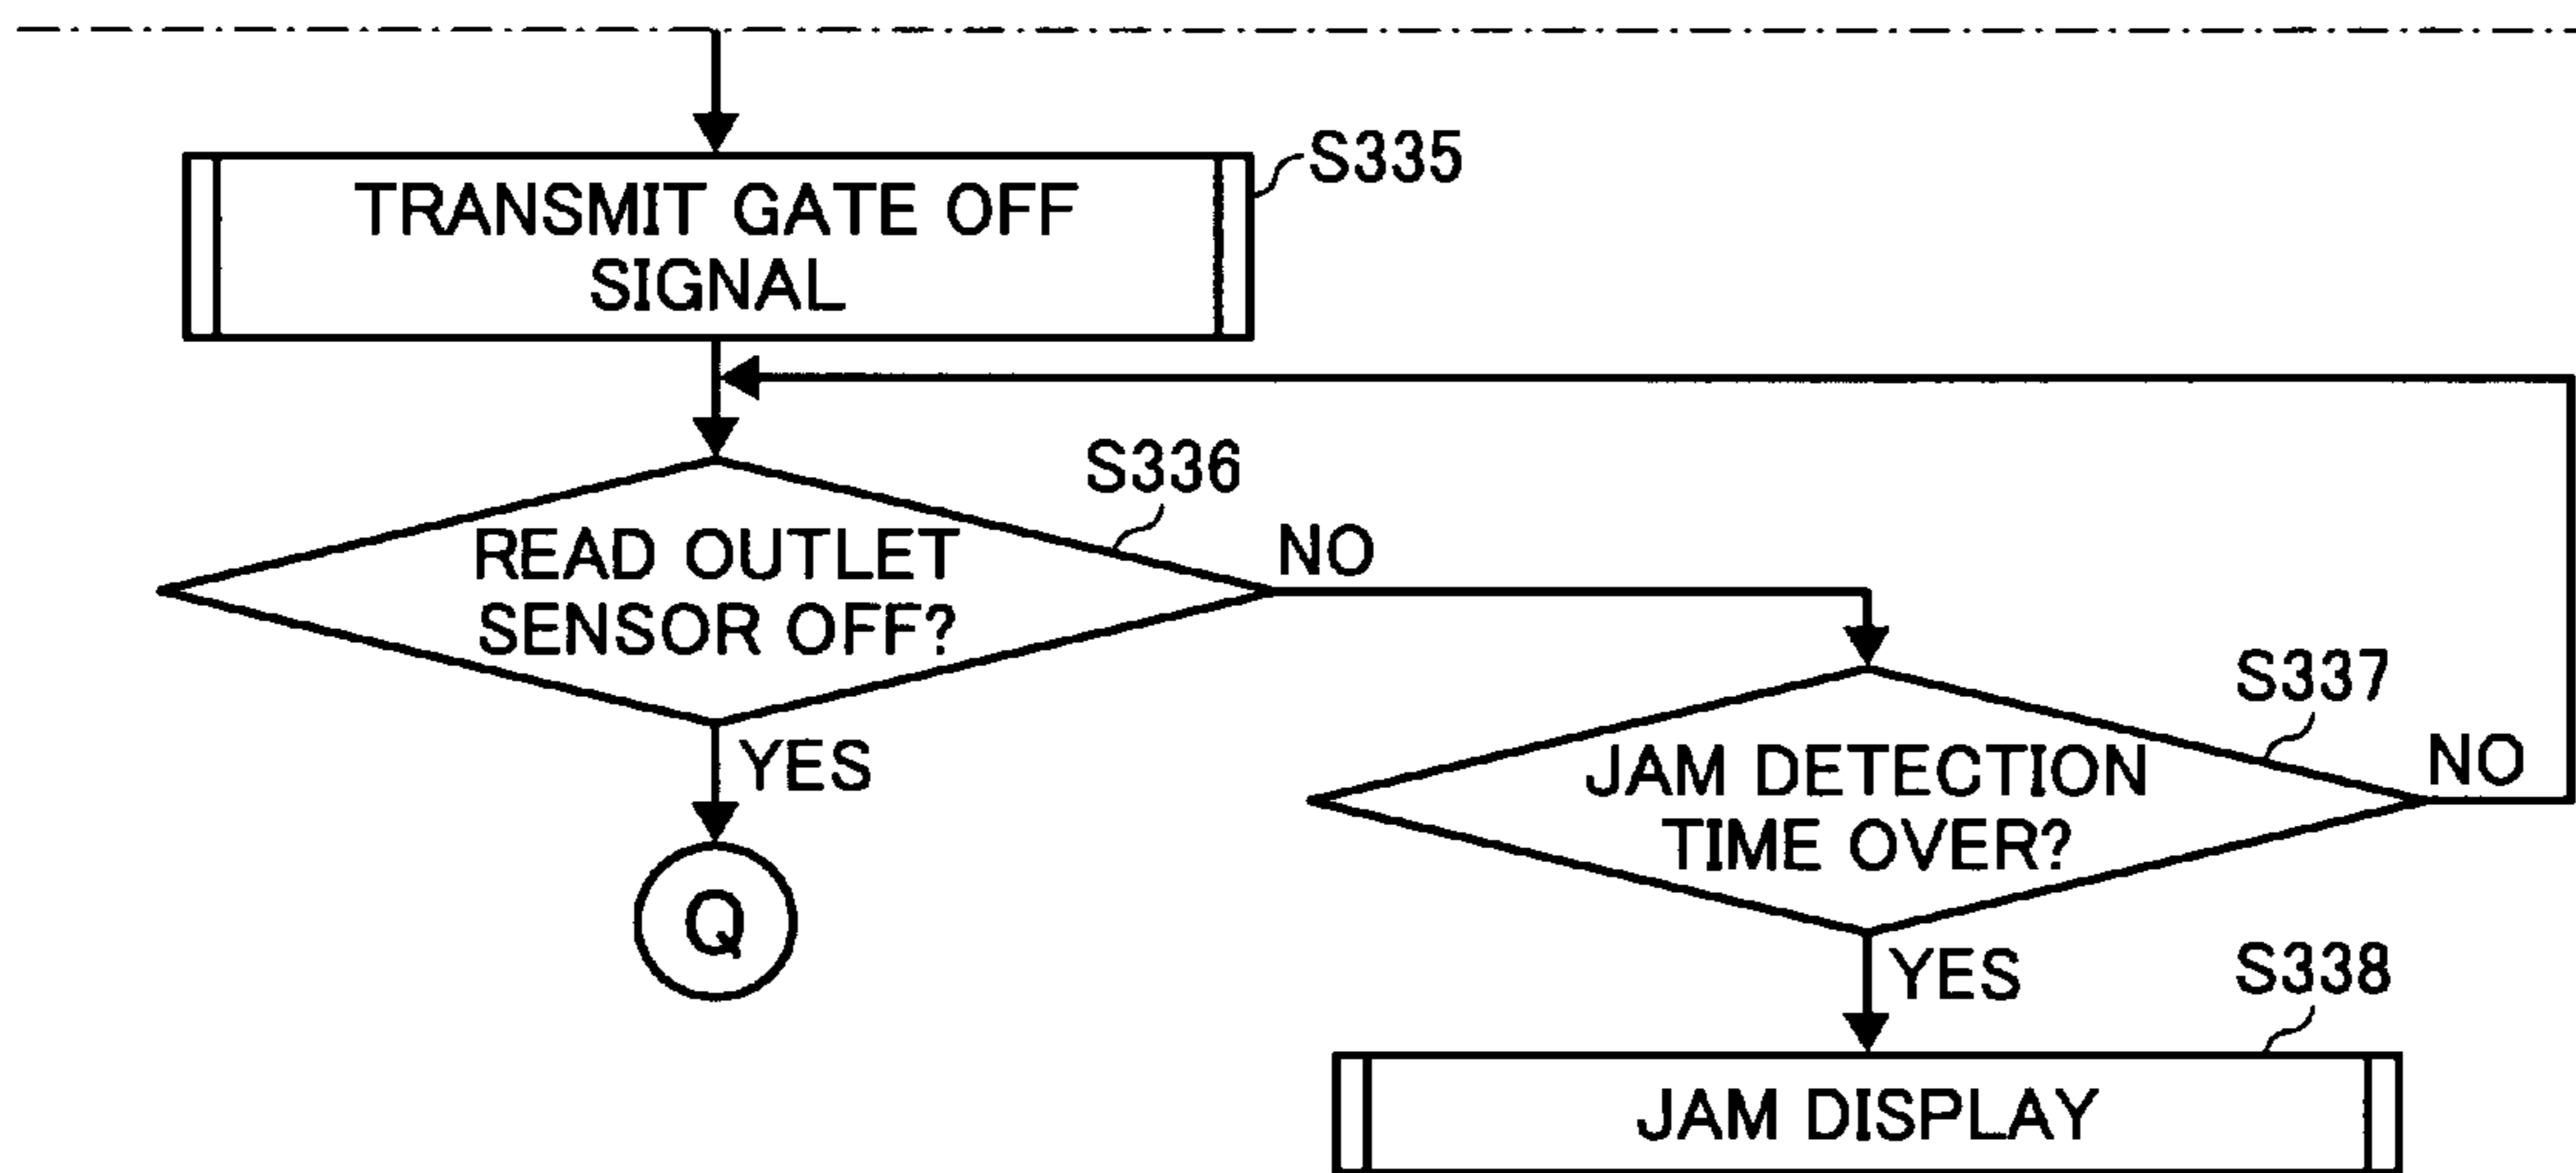 S335
TRANSMIT GATE OFF
SIGNAL
S336
READ OUTLET
SENSOR OFF?
NO
YES
Q
S337
JAM DETECTION
TIME OVER?
NO
YES
S338
JAM DISPLAY